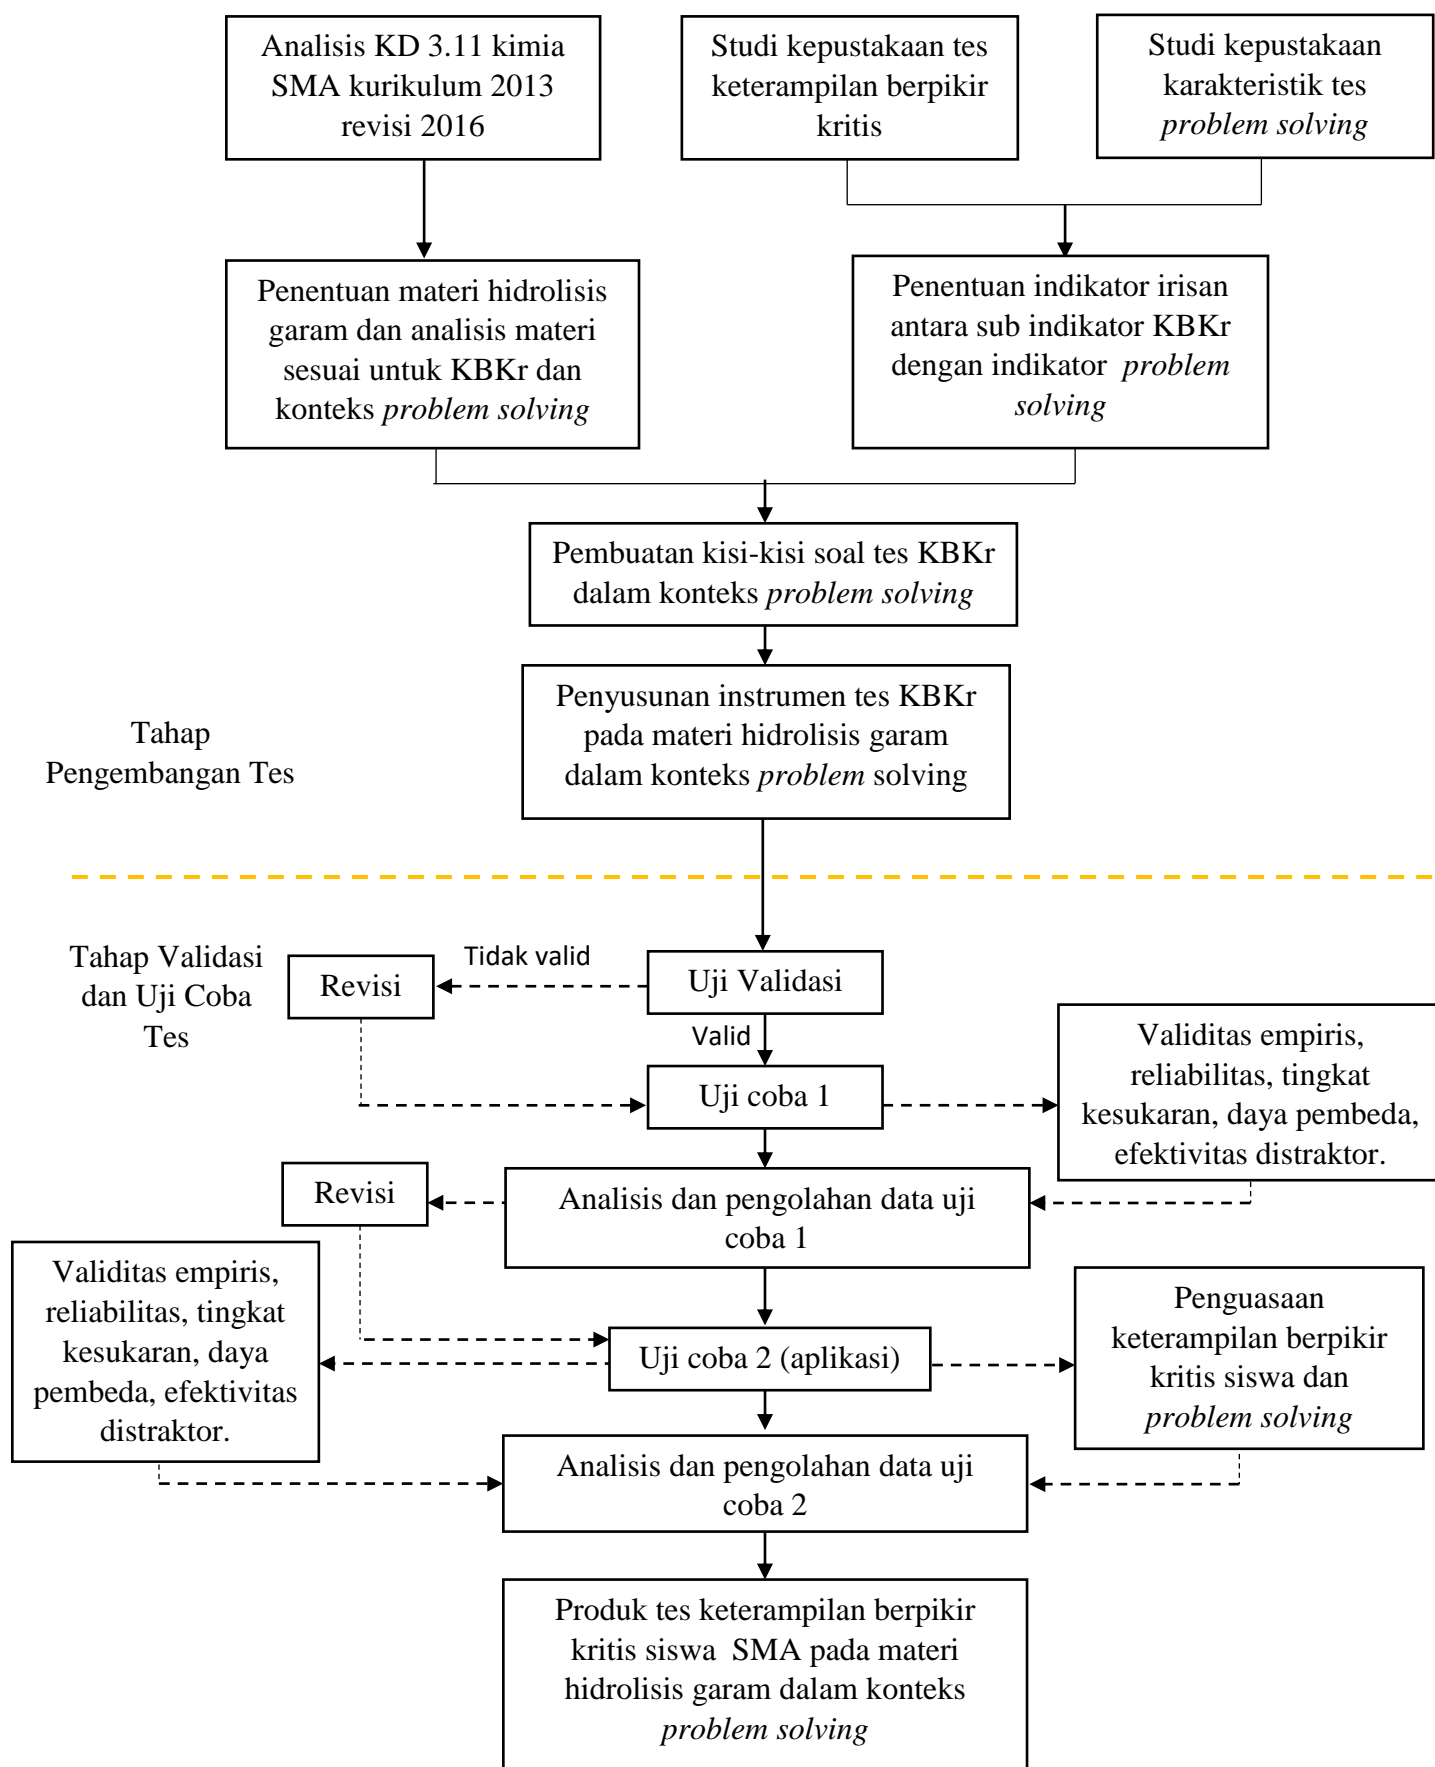 Analisis KD 3.11 kimia
SMA kurikulum 2013
revisi 2016
Studi kepustakaan tes
keterampilan berpikir
kritis
Studi kepustakaan
karakteristik tes
problem solving
Penentuan materi hidrolisis
garam dan analisis materi
sesuai untuk KBKr dan
konteks problem solving
Penentuan indikator irisan
antara sub indikator KBKr
dengan indikator problem
solving
Pembuatan kisi-kisi soal tes KBKr
dalam konteks problem solving
Penyusunan instrumen tes KBKr
pada materi hidrolisis garam
dalam konteks problem solving
Tahap
Pengembangan Tes
Tahap Validasi
dan Uji Coba
Tes
Revisi
Tidak valid
Uji Validasi
Valid
Uji coba 1
Validitas empiris,
reliabilitas, tingkat
kesukaran, daya pembeda,
efektivitas distraktor.
Revisi
Analisis dan pengolahan data uji
coba 1
Validitas empiris,
reliabilitas, tingkat
kesukaran, daya
pembeda, efektivitas
distraktor.
Uji coba 2 (aplikasi)
Penguasaan
keterampilan berpikir
kritis siswa dan
problem solving
Analisis dan pengolahan data uji
coba 2
Produk tes keterampilan berpikir
kritis siswa SMA pada materi
hidrolisis garam dalam konteks
problem solving